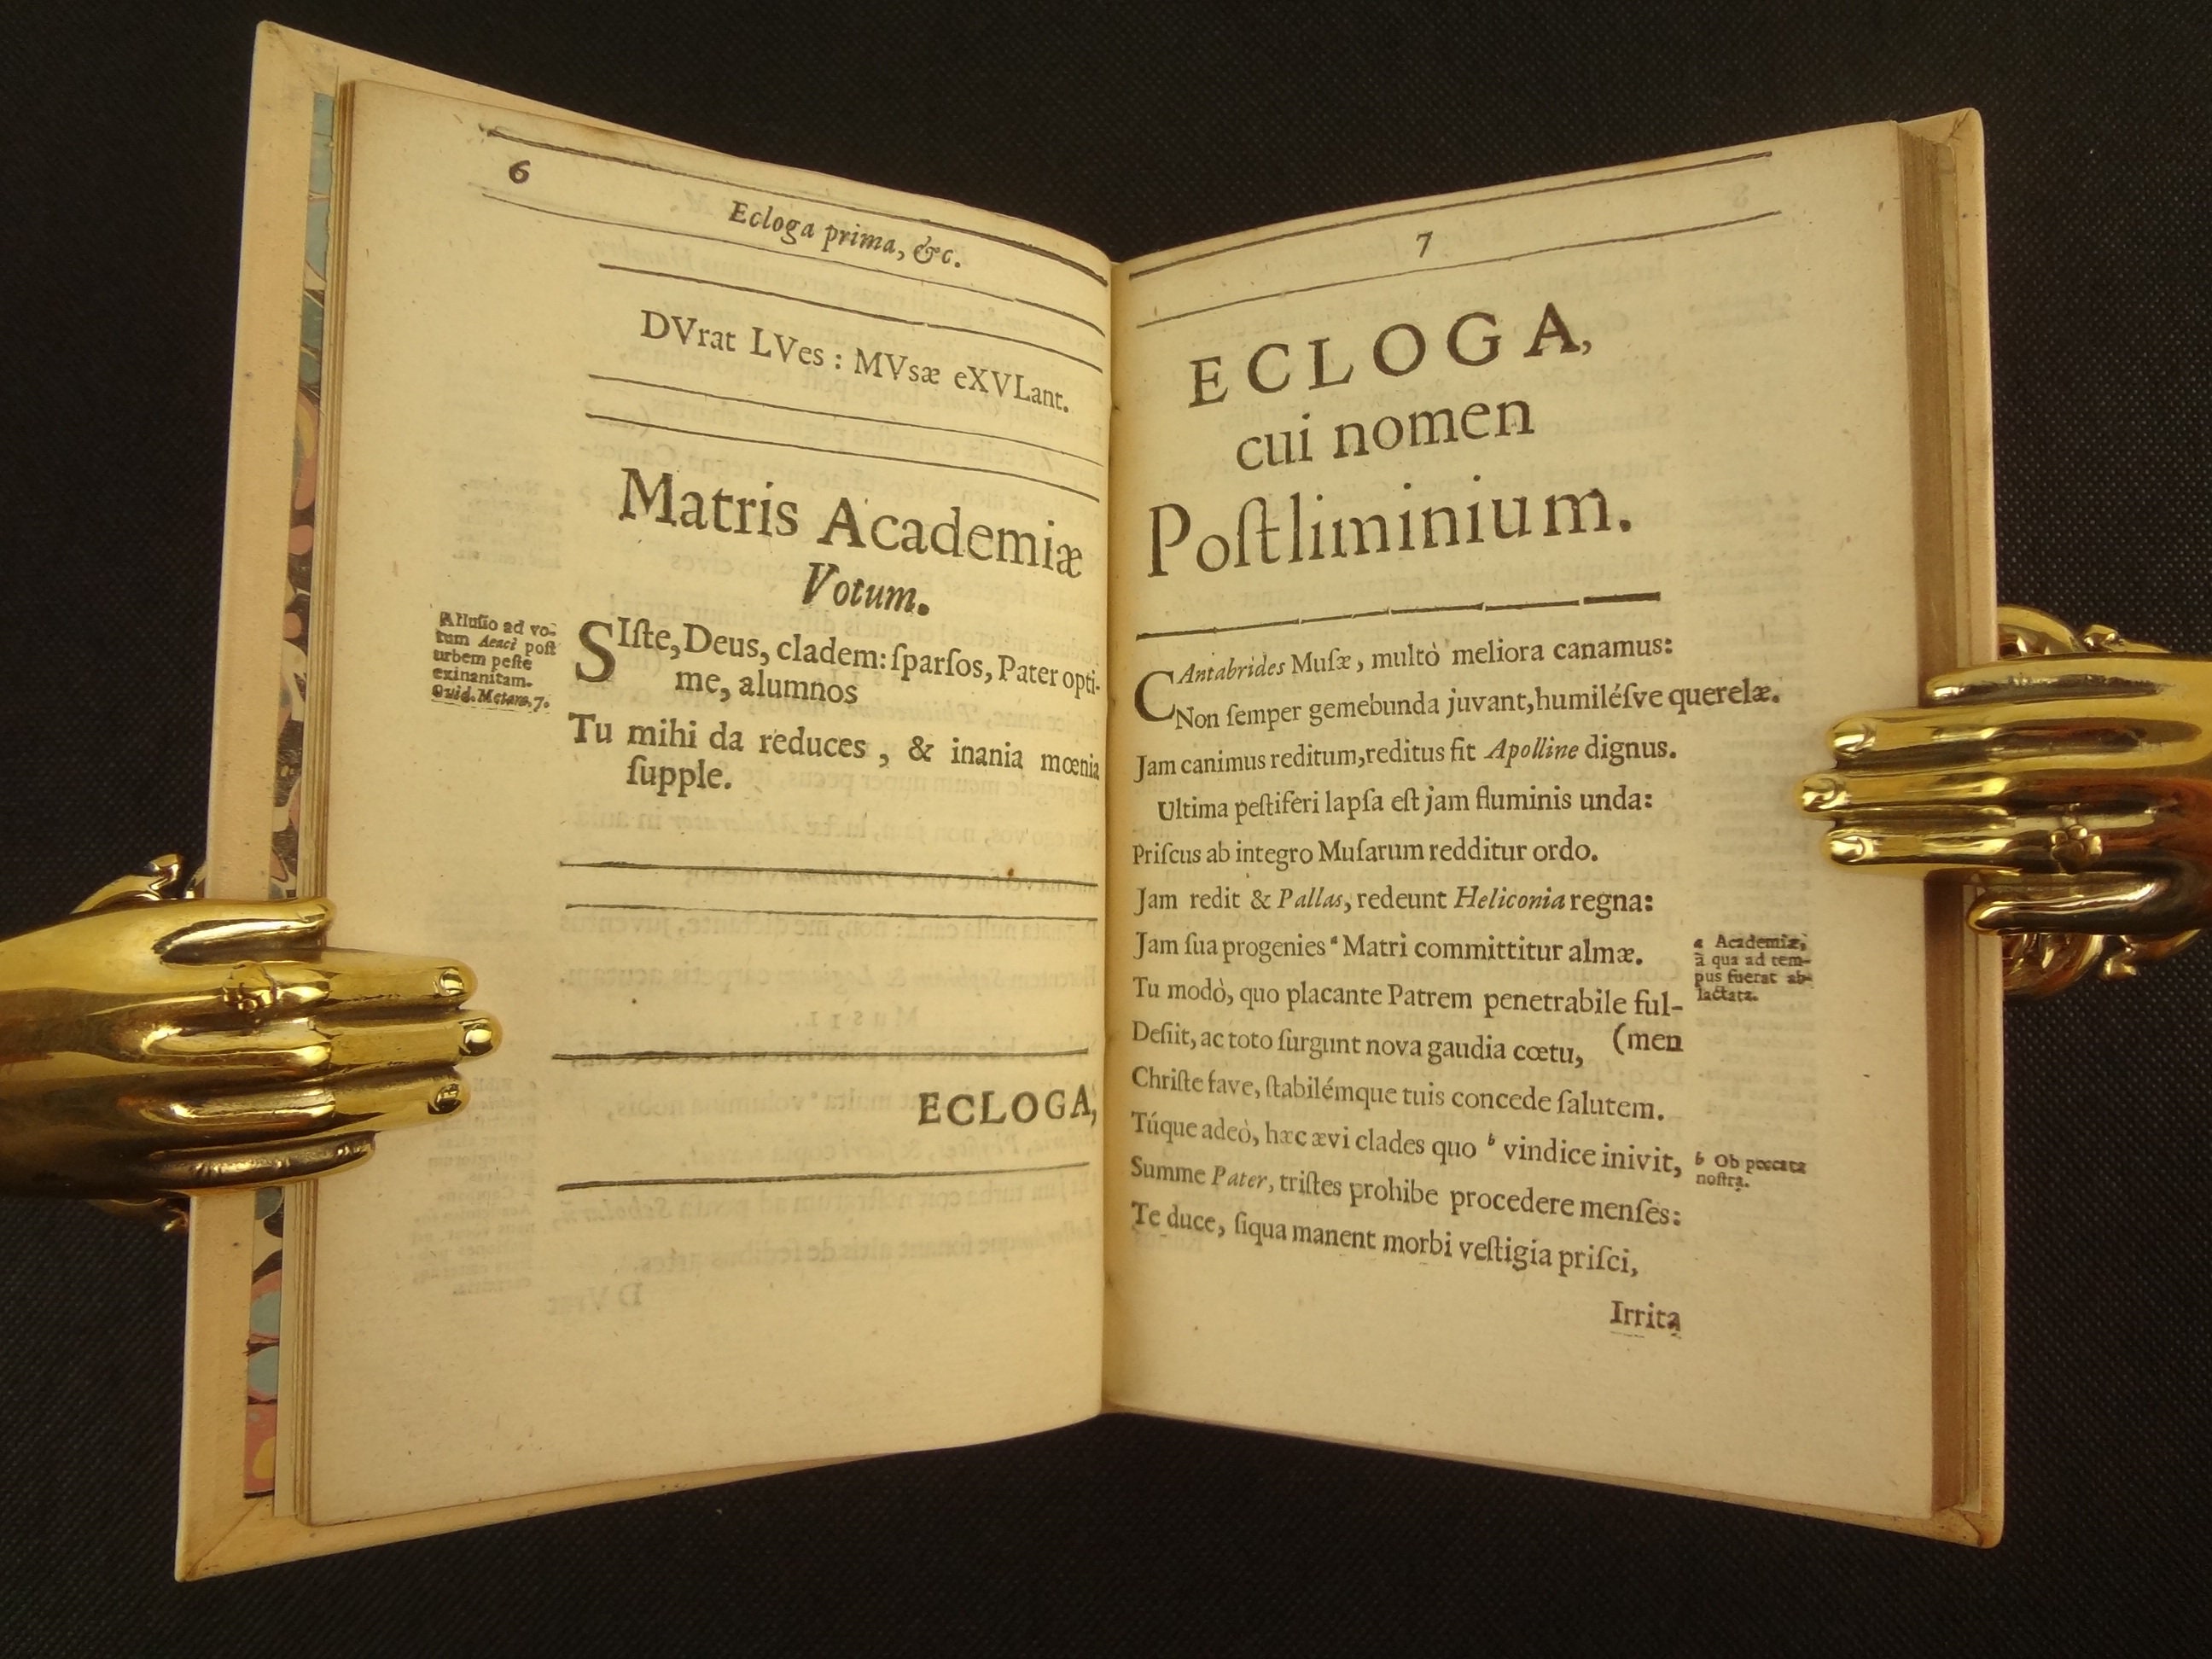 6
Ecloga prima, &c.
DVrat LVes : MVsæ eXVLant.
Matris Academiæ
Votum.
Alluſio ad vo-
tum Aeaci poſt
urbem peſte
exinanitam.
Ovid. Metam. 7.
SIſte, Deus, cladem: ſparſos, Pater opti-
me, alumnos
Tu mihi da reduces , & inania mœnia
ſupple.
ECLOGA,
7
ECLOGA,
cui nomen
Poſtliminium.
CAntabrides Muſæ, multò meliora canamus:
Non ſemper gemebunda juvant, humiléſve querelæ.
Jam canimus reditum, reditus fit Apolline dignus.
Ultima peſtiferi lapſa eſt jam fluminis unda:
Priſcus ab integro Muſarum redditur ordo.
Jam redit & Pallas, redeunt Heliconia regna:
Jam ſua progenies a Matri committitur almæ.
a Academiæ,
à qua ad tem-
pus fuerat ab-
lactata.
Tu modò, quo placante Patrem penetrabile ful-
Deſiit, ac toto ſurgunt nova gaudia cœtu, (men
Chriſte fave, ſtabilémque tuis concede ſalutem.
Túque adeò, hæc ævi clades quo b vindice inivit,
b Ob peccata
noſtra.
Summe Pater, triſtes prohibe procedere menſes:
Te duce, ſiqua manent morbi veſtigia priſci,
Irrita